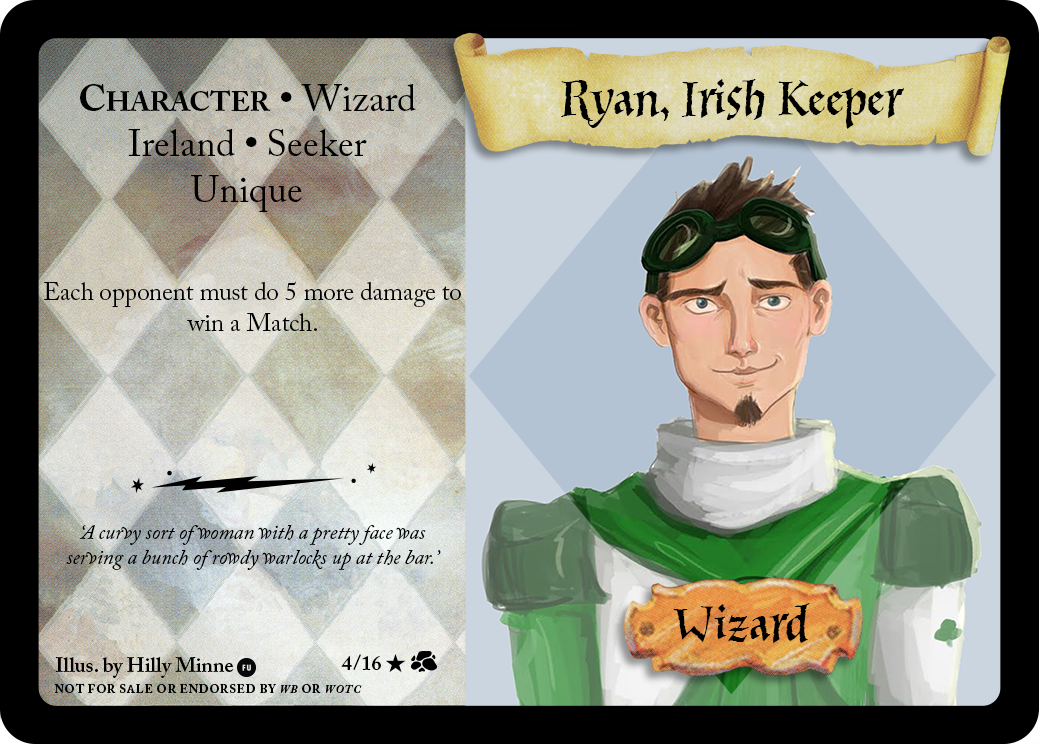 CHARACTER • Wizard
Ireland • Seeker
Unique
Each opponent must do 5 more damage to
win a Match.
‘A curvy sort of woman with a pretty face was
serving a bunch of rowdy warlocks up at the bar.’
Illus. by Hilly Minne FU
4/16 ★
NOT FOR SALE OR ENDORSED BY WB OR WOTC
Ryan, Irish Keeper
Wizard